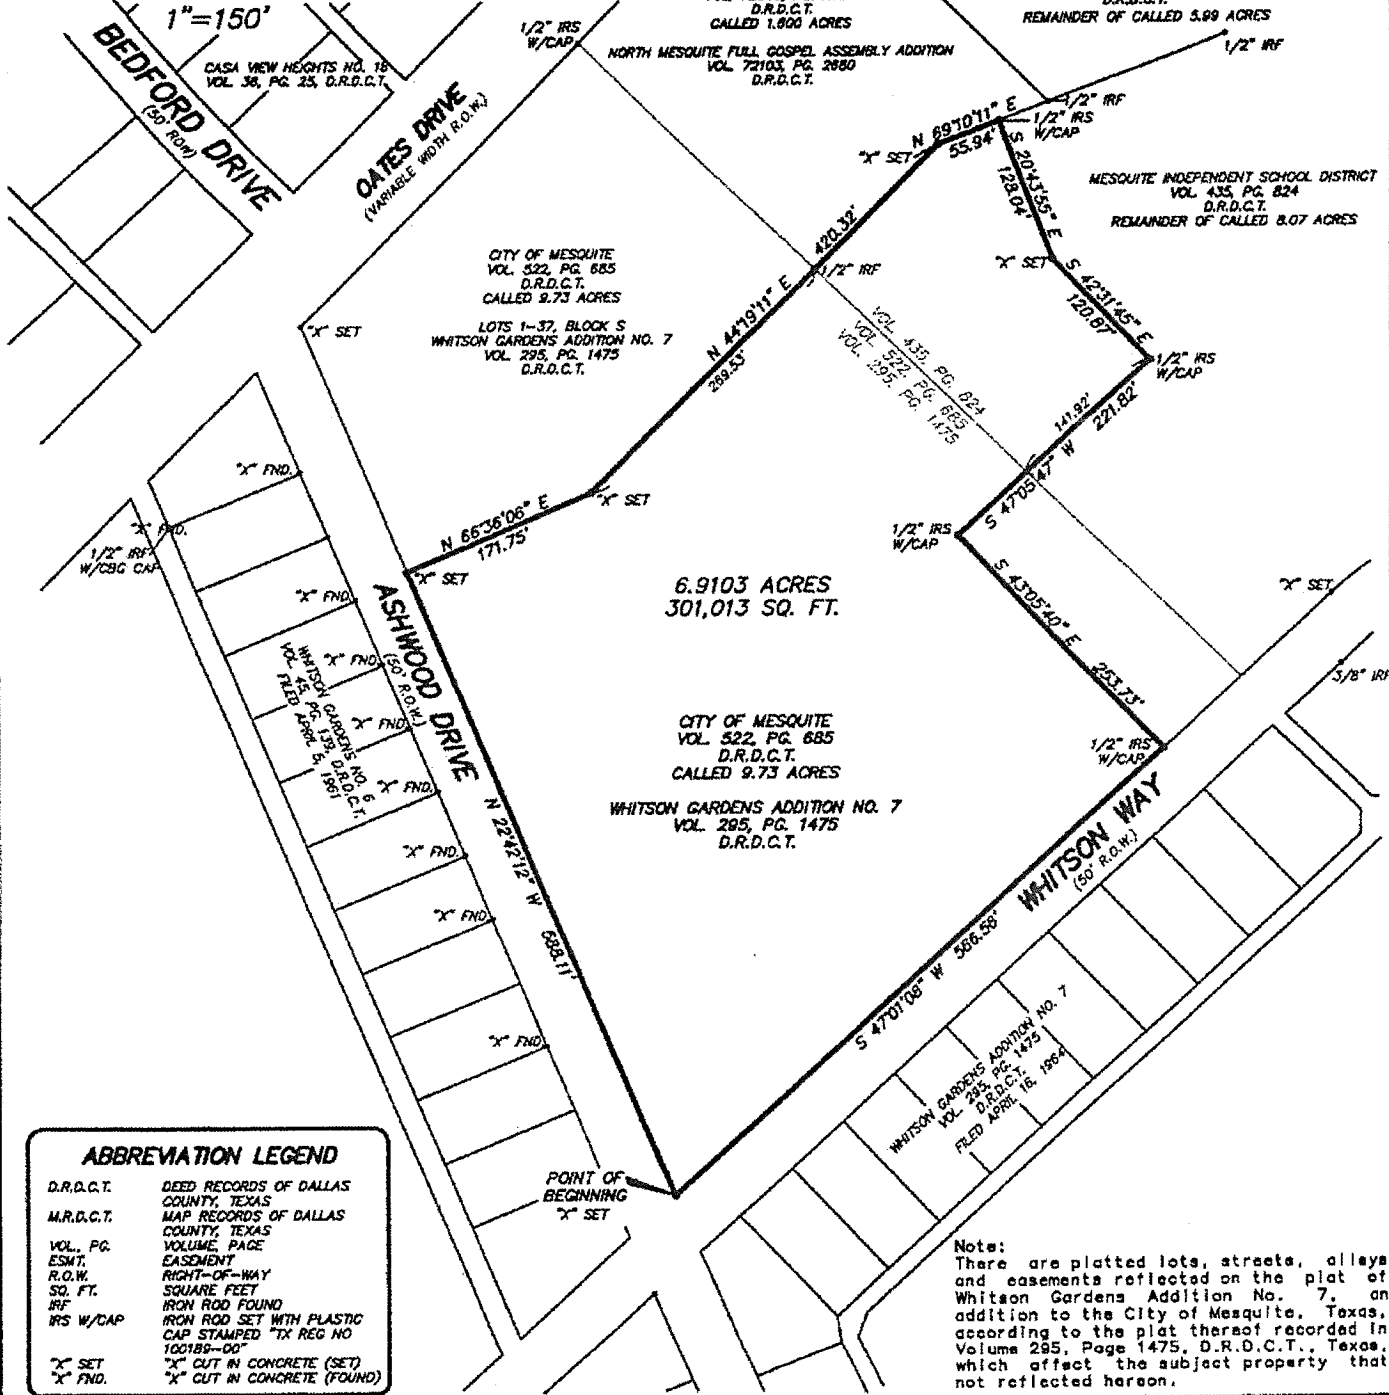 1"=150'
BEDFORD DRIVE
(50' ROW)
CASA VIEW HEIGHTS NO. 18
VOL. 38, PG. 25, D.R.D.C.T.
OATES DRIVE
(VARIABLE WIDTH R.O.W.)
1/2" IRS
W/CAP
D.R.D.C.T.
CALLED 1.600 ACRES
NORTH MESQUITE FULL GOSPEL ASSEMBLY ADDITION
VOL. 72103, PG. 2680
D.R.D.C.T.
D.R.D.C.T.
REMAINDER OF CALLED 5.99 ACRES
1/2" IRF
1/2" IRF
1/2" IRS
W/CAP
N 69°10'11" E
55.94'
"X" SET
S 20°43'55" E
128.04'
MESQUITE INDEPENDENT SCHOOL DISTRICT
VOL. 435, PG. 824
D.R.D.C.T.
REMAINDER OF CALLED 8.07 ACRES
"X" SET
S 42°31'45" E
120.87'
1/2" IRS
W/CAP
420.32'
1/2" IRF
N 44°19'11" E
269.53'
CITY OF MESQUITE
VOL. 522, PG. 685
D.R.D.C.T.
CALLED 9.73 ACRES
LOTS 1-37, BLOCK S
WHITSON GARDENS ADDITION NO. 7
VOL. 295, PG. 1475
D.R.D.C.T.
"X" SET
VOL. 435, PG. 824
VOL. 522, PG. 685
VOL. 295, PG. 1475
141.92'
221.82'
S 47°05'47" W
"X" FND.
"X" SET
N 66°36'06" E
171.75'
"X" SET
"X" FND.
1/2" IRF
W/CBG CAP
1/2" IRS
W/CAP
6.9103 ACRES
301,013 SQ. FT.
S 43°05'40" E
253.73'
"X" SET
3/8" IRF
"X" FND.
"X" FND.
"X" FND.
"X" FND.
"X" FND.
"X" FND.
"X" FND.
ASHWOOD DRIVE
(50' R.O.W.)
WHITSON GARDENS NO. 6
VOL. 45, PG. 139, D.R.D.C.T.
FILED APRIL 5, 1961
N 22°42'12" W
588.11'
CITY OF MESQUITE
VOL. 522, PG. 685
D.R.D.C.T.
CALLED 9.73 ACRES
WHITSON GARDENS ADDITION NO. 7
VOL. 295, PG. 1475
D.R.D.C.T.
1/2" IRS
W/CAP
WHITSON WAY
(50' R.O.W.)
S 47°01'08" W 586.58'
WHITSON GARDENS ADDITION NO. 7
VOL. 295, PG. 1475
D.R.D.C.T.
FILED APRIL 16, 1964
POINT OF
BEGINNING
"X" SET
ABBREVIATION LEGEND
D.R.D.C.T. DEED RECORDS OF DALLAS
COUNTY, TEXAS
M.R.D.C.T. MAP RECORDS OF DALLAS
COUNTY, TEXAS
VOL., PG. VOLUME, PAGE
ESMT. EASEMENT
R.O.W. RIGHT-OF-WAY
SQ. FT. SQUARE FEET
IRF IRON ROD FOUND
IRS W/CAP IRON ROD SET WITH PLASTIC
CAP STAMPED "TX REG NO
100189-00"
"X" SET "X" CUT IN CONCRETE (SET)
"X" FND. "X" CUT IN CONCRETE (FOUND)
Note:
There are platted lots, streets, alleys
and easements reflected on the plat of
Whitson Gardens Addition No. 7, an
addition to the City of Mesquite, Texas,
according to the plat thereof recorded in
Volume 295, Page 1475, D.R.D.C.T., Texas,
which affect the subject property that
not reflected hereon.